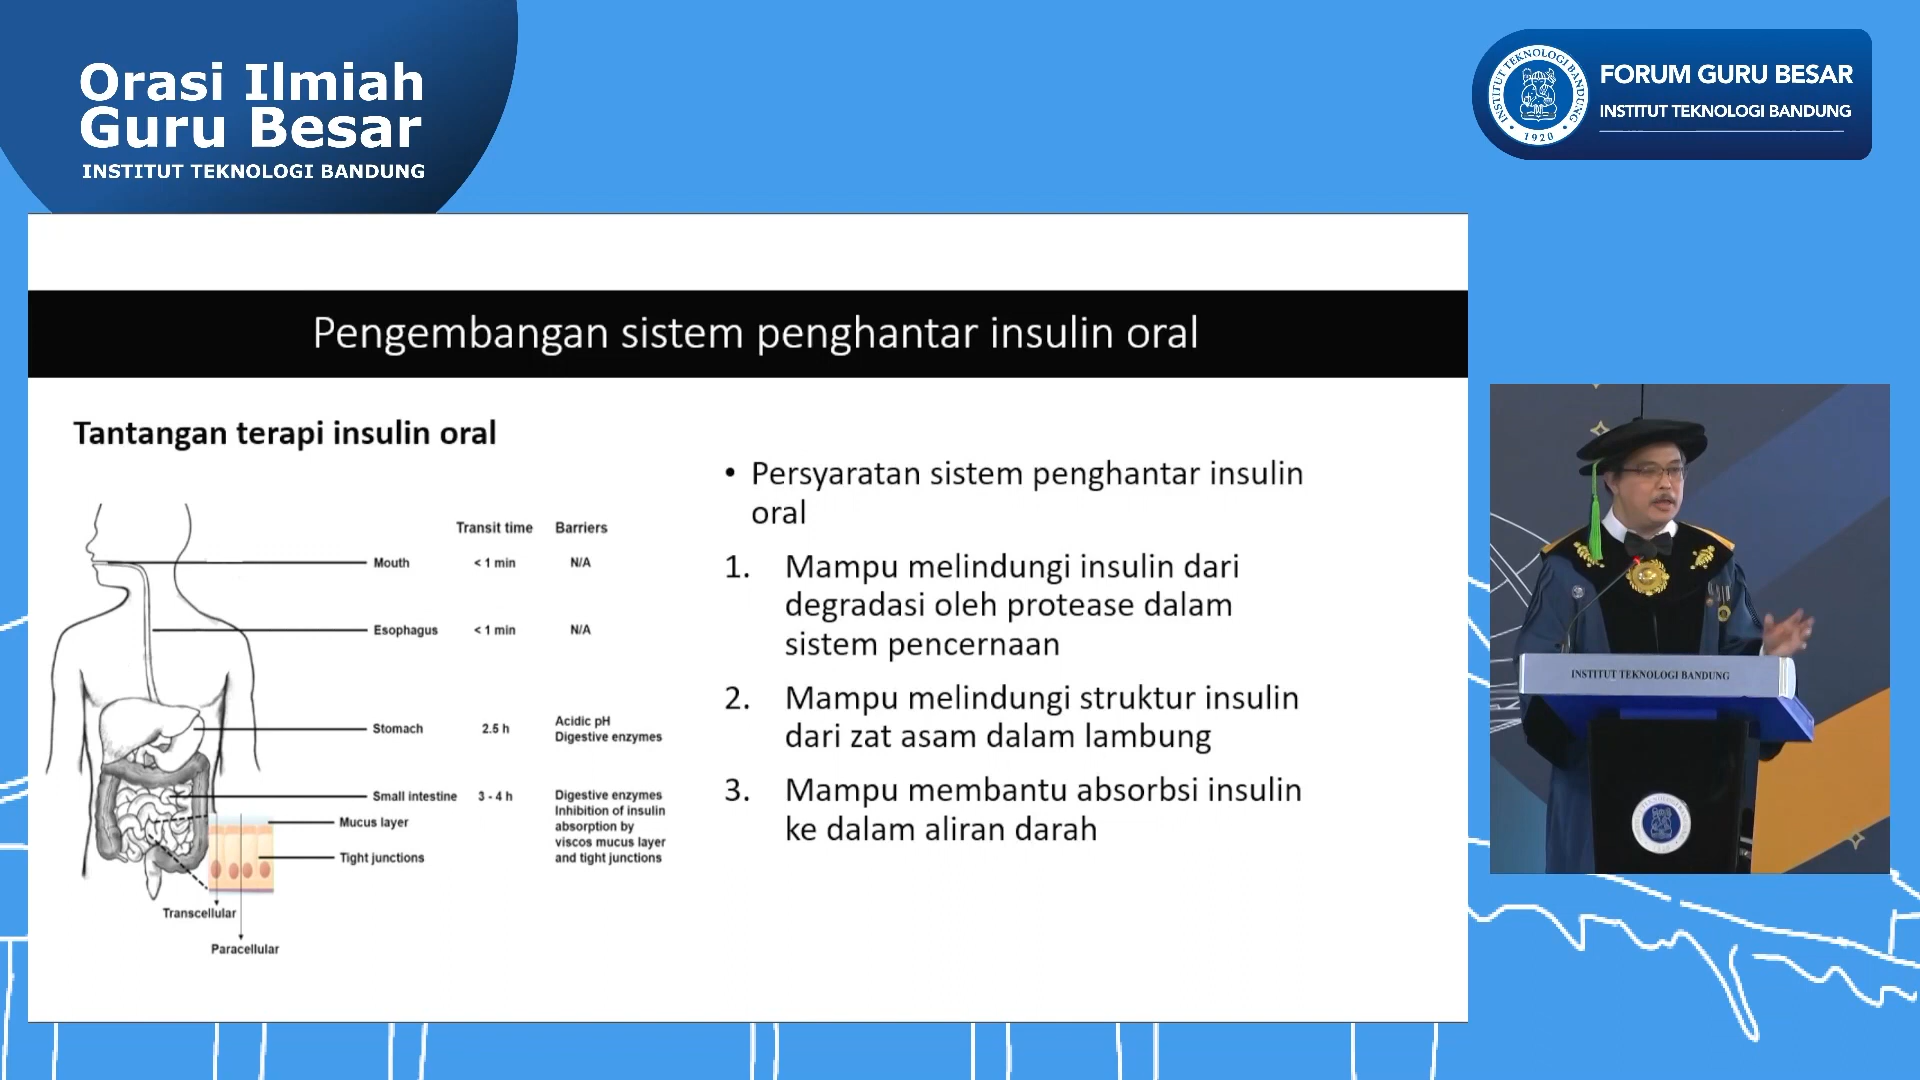 Orasi Ilmiah
Guru Besar
INSTITUT TEKNOLOGI BANDUNG
INSTITUT TEKNOLOGI BANDUNG
1920
FORUM GURU BESAR
INSTITUT TEKNOLOGI BANDUNG
Pengembangan sistem penghantar insulin oral
Tantangan terapi insulin oral
Transit time Barriers
Mouth < 1 min N/A
Esophagus < 1 min N/A
Stomach 2.5 h Acidic pH
Digestive enzymes
Small intestine 3 - 4 h Digestive enzymes
Inhibition of insulin
absorption by
viscos mucus layer
and tight junctions
Mucus layer
Tight junctions
Transcellular
Paracellular
• Persyaratan sistem penghantar insulin
oral
1. Mampu melindungi insulin dari
degradasi oleh protease dalam
sistem pencernaan
2. Mampu melindungi struktur insulin
dari zat asam dalam lambung
3. Mampu membantu absorbsi insulin
ke dalam aliran darah
INSTITUT TEKNOLOGI BANDUNG